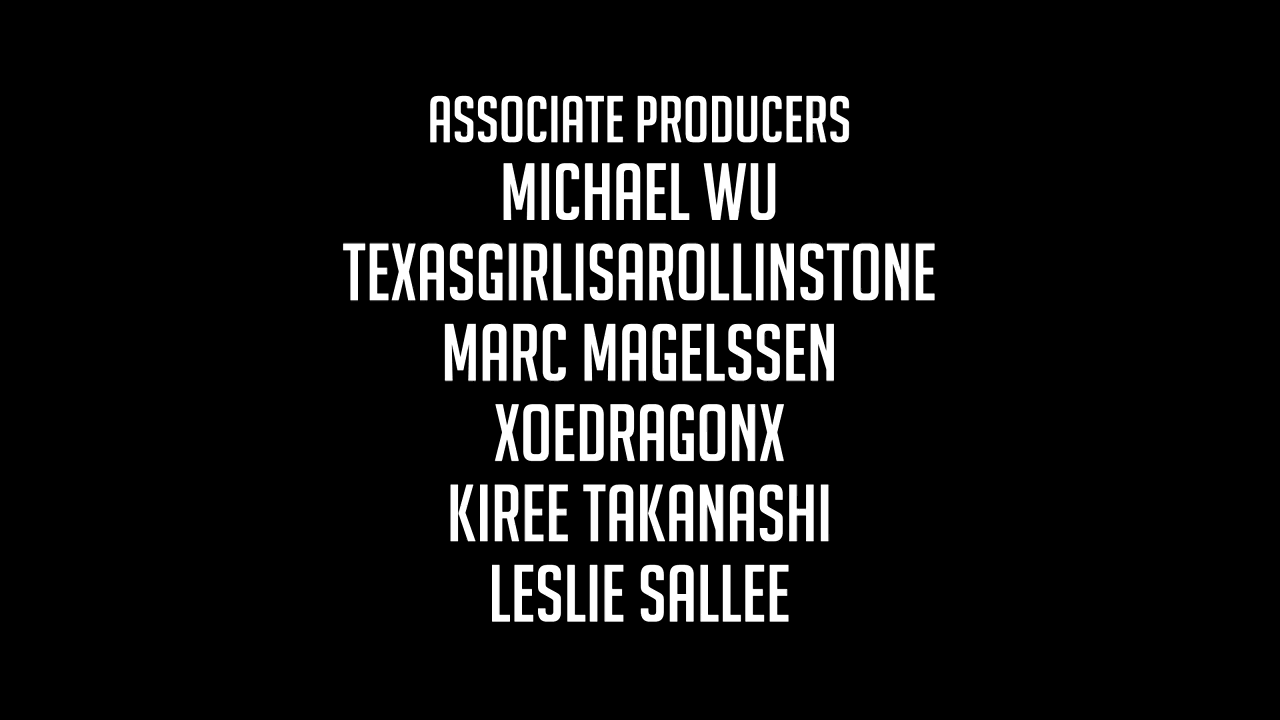 ASSOCIATE PRODUCERS
MICHAEL WU
TEXASGIRLISAROLLINSTONE
MARC MAGELSSEN
XOEDRAGONX
KIREE TAKANASHI
LESLIE SALLEE